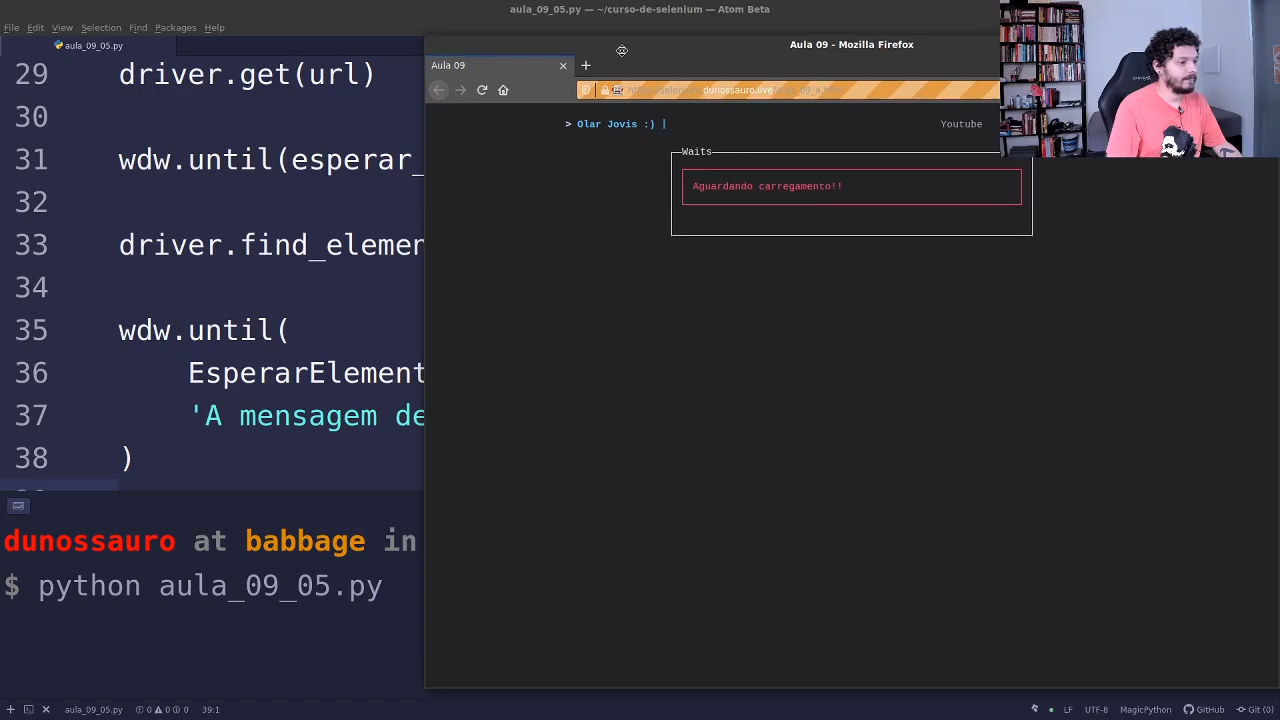 aula_09_05.py — ~/curso-de-selenium — Atom Beta
File Edit View Selection Find Packages Help
aula_09_05.py
29 driver.get(url)
30
31 wdw.until(esperar_
32
33 driver.find_elemen
34
35 wdw.until(
36 EsperarElement
37 'A mensagem de
38 )
Aula 09 - Mozilla Firefox
Aula 09
dunossauro.live
> Olar Jovis :) |
Youtube
Waits
Aguardando carregamento!!
dunossauro at babbage in
$ python aula_09_05.py
aula_09_05.py 0 0 0 39:1 LF UTF-8 MagicPython GitHub Git (0)